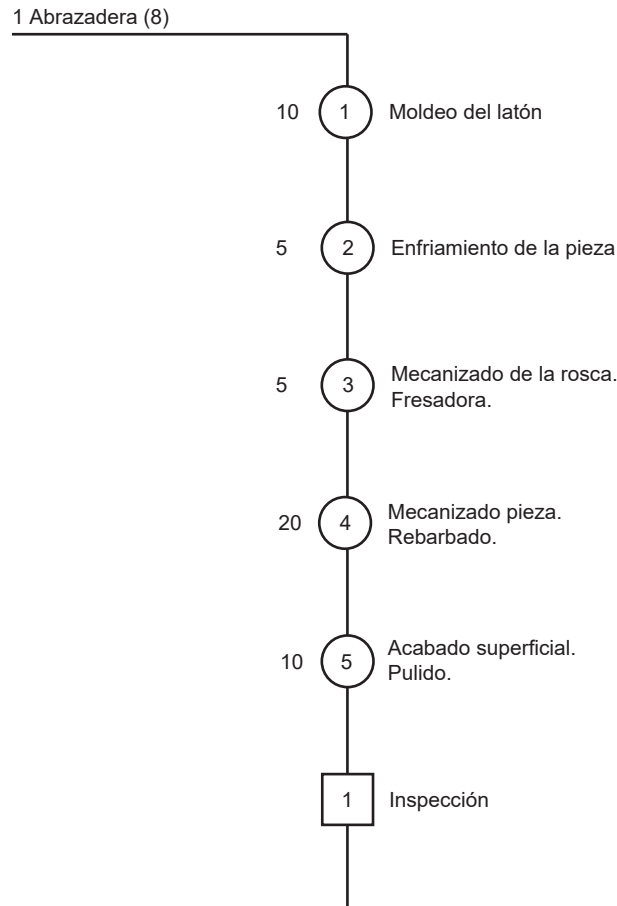 1 Abrazadera (8)
10 1 Moldeo del latón
5 2 Enfriamiento de la pieza
5 3 Mecanizado de la rosca.
Fresadora.
20 4 Mecanizado pieza.
Rebarbado.
10 5 Acabado superficial.
Pulido.
1 Inspección